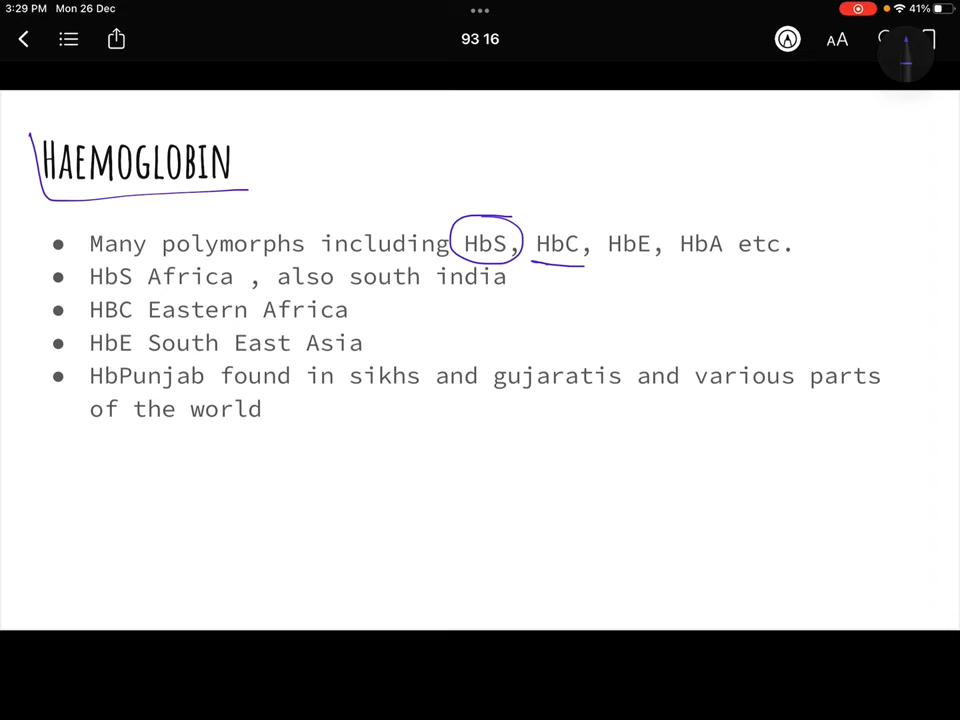 3:29 PM Mon 26 Dec
41%
93 16
AA
HAEMOGLOBIN
● Many polymorphs including HbS, HbC, HbE, HbA etc.
● HbS Africa , also south india
● HBC Eastern Africa
● HbE South East Asia
● HbPunjab found in sikhs and gujaratis and various parts
of the world